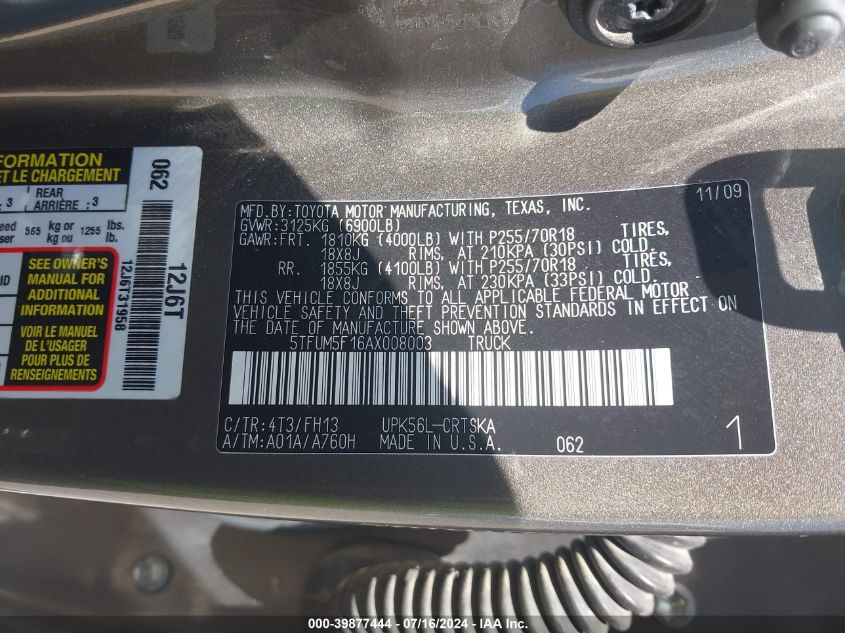 FORMATION
ET LE CHARGEMENT
3 REAR ARRIÈRE : 3
565 kg or kg ou 1255 lbs. lb.
SEE OWNER'S
MANUAL FOR
ADDITIONAL
INFORMATION
VOIR LE MANUEL
DE L'USAGER
POUR PLUS DE
RENSEIGNEMENTS
062
12J6T
12J6T31958
11/09
MFD.BY:TOYOTA MOTOR MANUFACTURING, TEXAS, INC.
GVWR:3125KG (6900LB)
GAWR:FRT. 1810KG (4000LB) WITH P255/70R18 TIRES,
18X8J RIMS, AT 210KPA (30PSI) COLD.
RR. 1855KG (4100LB) WITH P255/70R18 TIRES,
18X8J RIMS, AT 230KPA (33PSI) COLD.
THIS VEHICLE CONFORMS TO ALL APPLICABLE FEDERAL MOTOR
VEHICLE SAFETY AND THEFT PREVENTION STANDARDS IN EFFECT ON
THE DATE OF MANUFACTURE SHOWN ABOVE.
5TFUM5F16AX008003 TRUCK
C/TR:4T3/FH13 UPK56L-CRTSKA
A/TM:A01A/A760H MADE IN U.S.A. 062 1
000-39877444 - 07/16/2024 - IAA Inc.